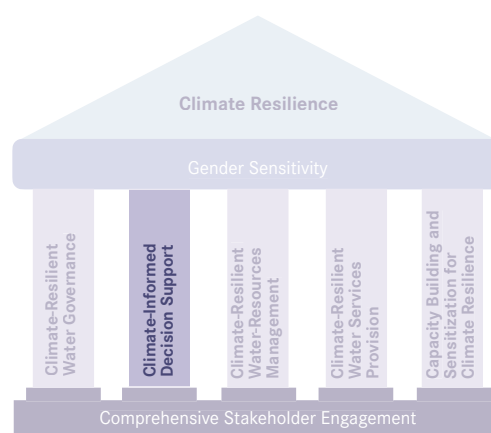 Climate Resilience
Gender Sensitivity
Climate-Resilient
Water Governance
Climate-Informed
Decision Support
Climate-Resilient
Water-Resources
Management
Climate-Resilient
Water Services
Provision
Capacity Building and
Sensitization for
Climate Resilience
Comprehensive Stakeholder Engagement